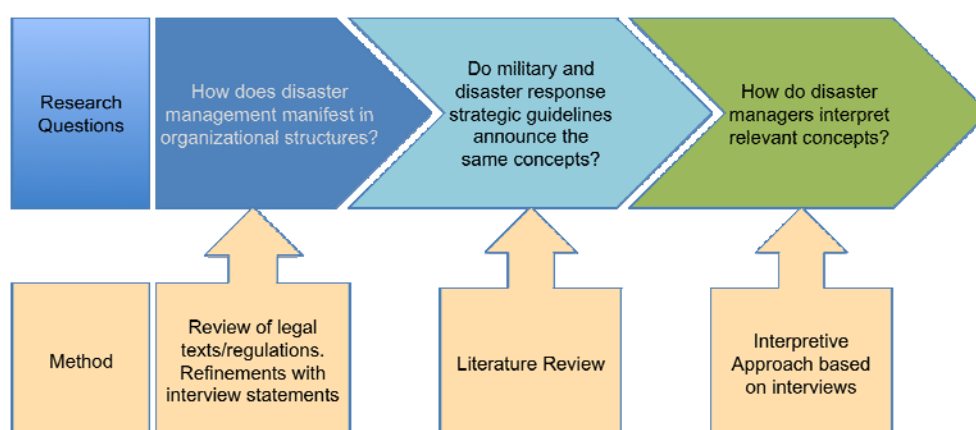 Research
Questions
How does disaster
management manifest in
organizational structures?
Do military and
disaster response
strategic guidelines
announce the
same concepts?
How do disaster
managers interpret
relevant concepts?
Method
Review of legal
texts/regulations.
Refinements with
interview statements
Literature Review
Interpretive
Approach based
on interviews